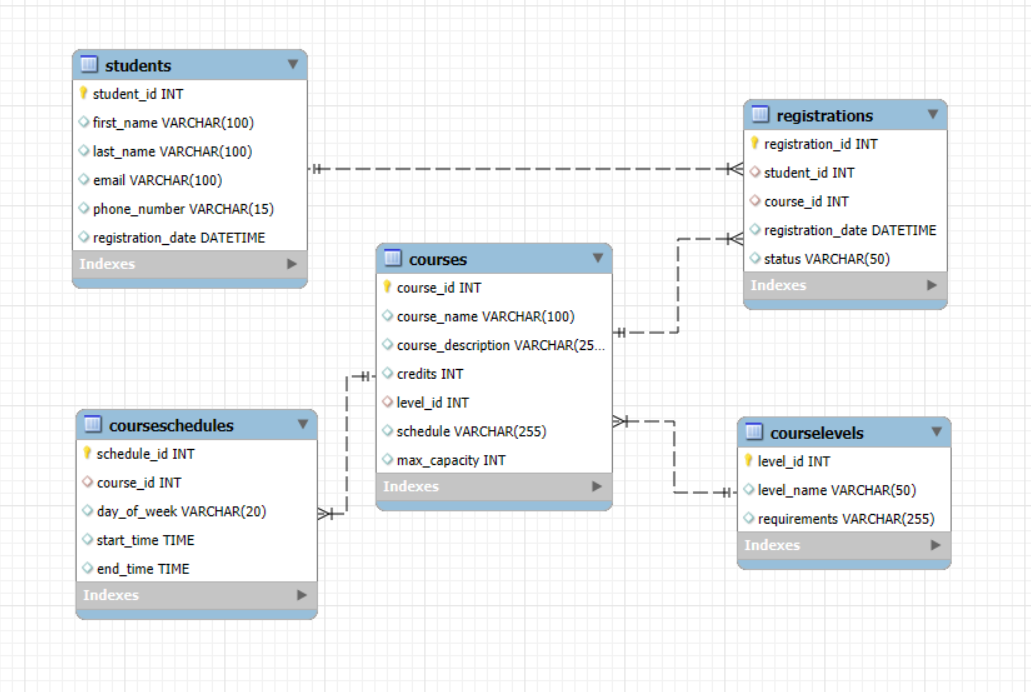 students
student_id INT
first_name VARCHAR(100)
last_name VARCHAR(100)
email VARCHAR(100)
phone_number VARCHAR(15)
registration_date DATETIME
Indexes
registrations
registration_id INT
student_id INT
course_id INT
registration_date DATETIME
status VARCHAR(50)
Indexes
courses
course_id INT
course_name VARCHAR(100)
course_description VARCHAR(25...
credits INT
level_id INT
schedule VARCHAR(255)
max_capacity INT
Indexes
courseschedules
schedule_id INT
course_id INT
day_of_week VARCHAR(20)
start_time TIME
end_time TIME
Indexes
courselevels
level_id INT
level_name VARCHAR(50)
requirements VARCHAR(255)
Indexes